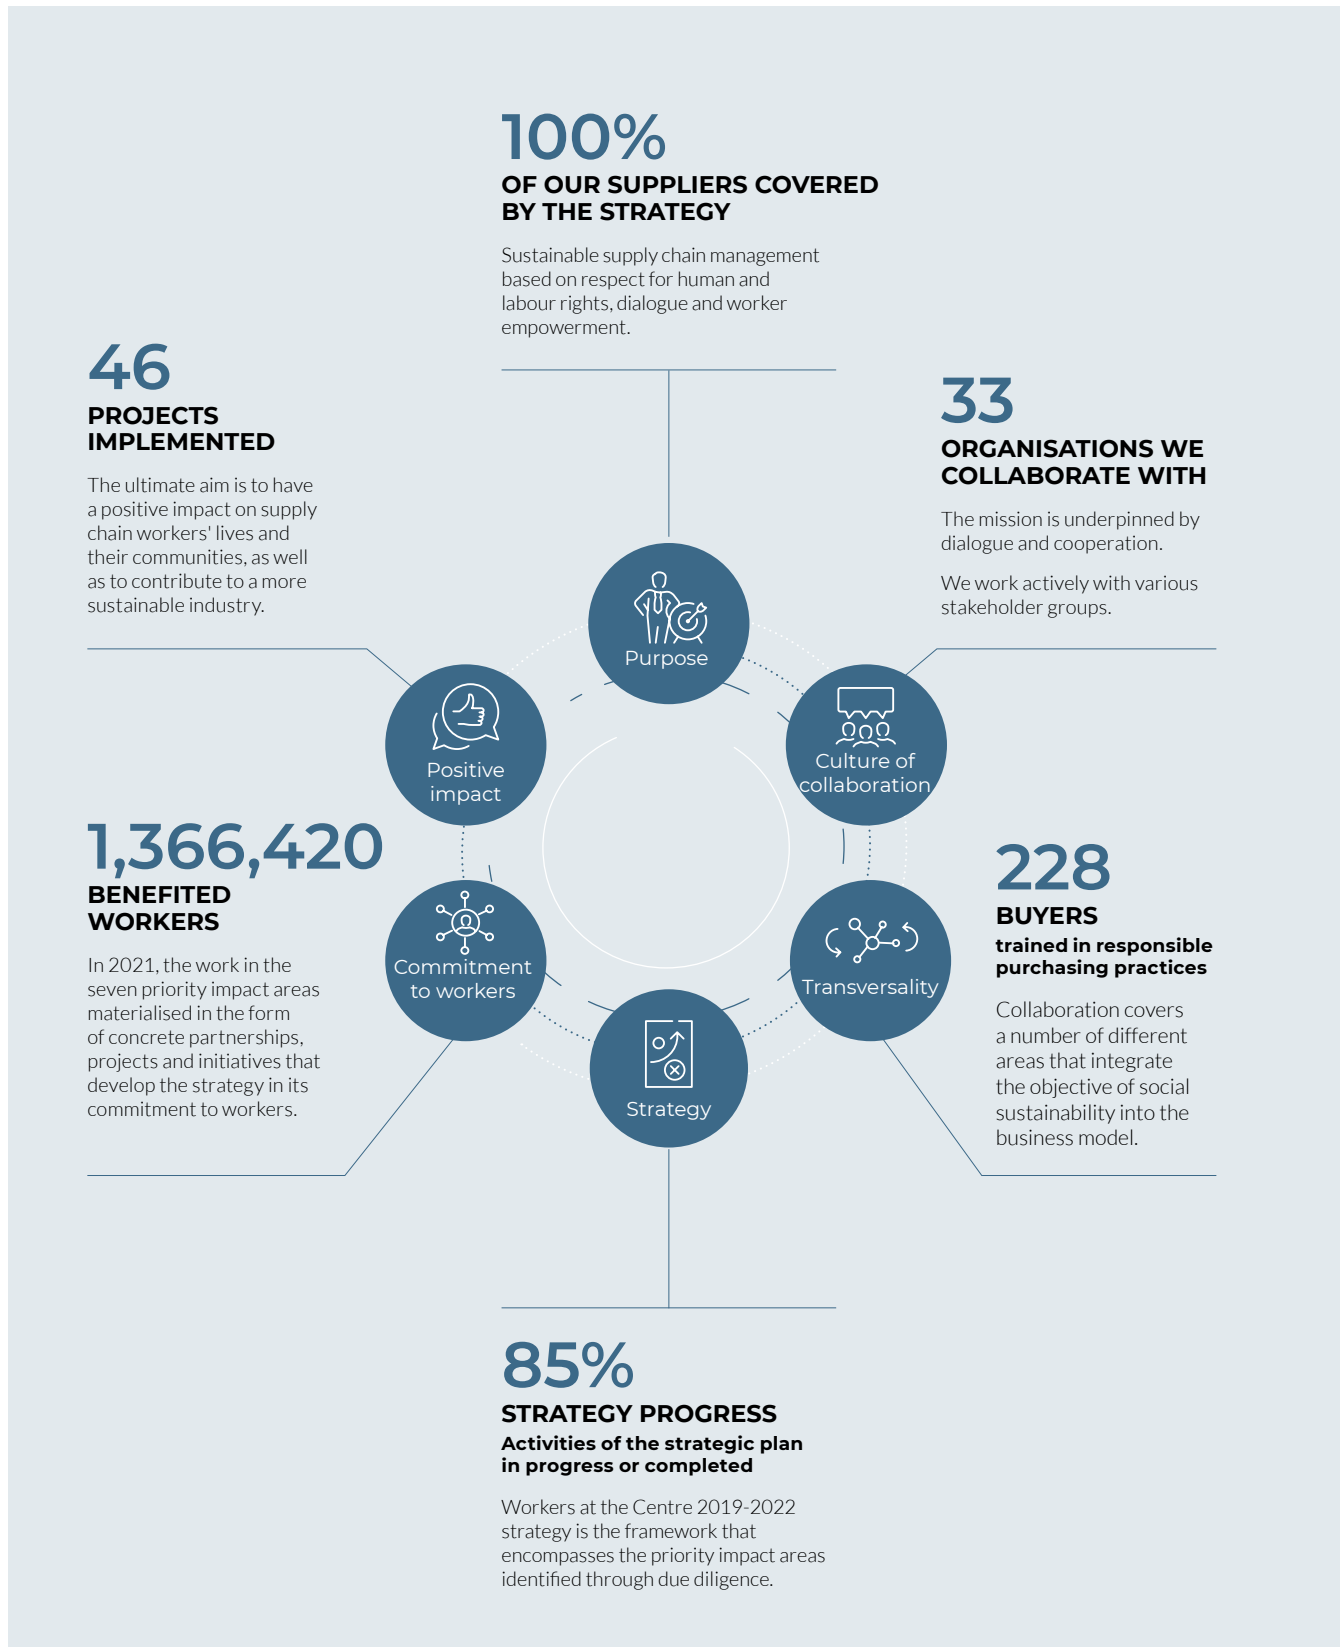 100%
OF OUR SUPPLIERS COVERED
BY THE STRATEGY
Sustainable supply chain management
based on respect for human and
labour rights, dialogue and worker
empowerment.
46
PROJECTS
IMPLEMENTED
The ultimate aim is to have
a positive impact on supply
chain workers' lives and
their communities, as well
as to contribute to a more
sustainable industry.
33
ORGANISATIONS WE
COLLABORATE WITH
The mission is underpinned by
dialogue and cooperation.
We work actively with various
stakeholder groups.
Purpose
Positive
impact
Culture of
collaboration
1,366,420
BENEFITED
WORKERS
In 2021, the work in the
seven priority impact areas
materialised in the form
of concrete partnerships,
projects and initiatives that
develop the strategy in its
commitment to workers.
Commitment
to workers
Transversality
228
BUYERS
trained in responsible
purchasing practices
Collaboration covers
a number of different
areas that integrate
the objective of social
sustainability into the
business model.
Strategy
85%
STRATEGY PROGRESS
Activities of the strategic plan
in progress or completed
Workers at the Centre 2019-2022
strategy is the framework that
encompasses the priority impact areas
identified through due diligence.